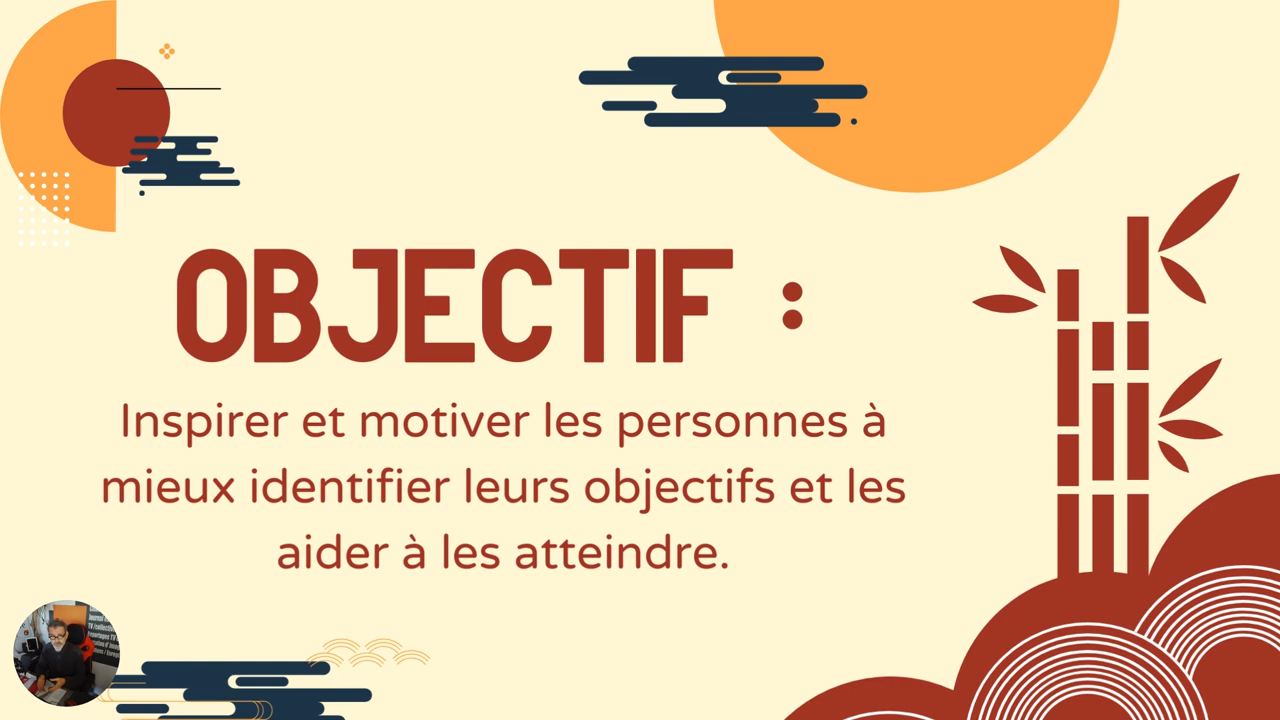 OBJECTIF :
Inspirer et motiver les personnes à
mieux identifier leurs objectifs et les
aider à les atteindre.